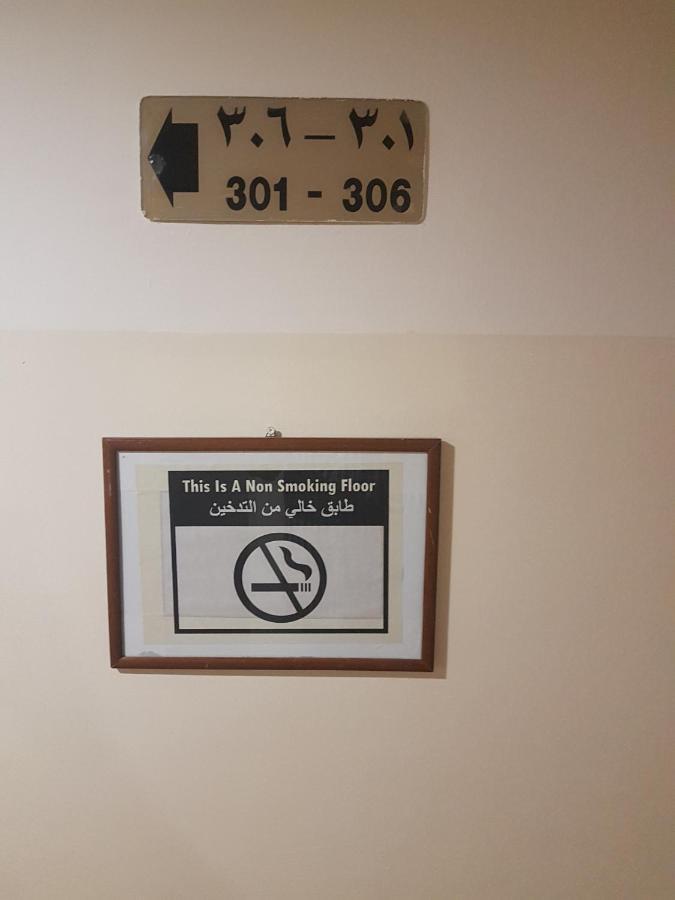 ٣٠١ – ٣٠٦
301 - 306
This Is A Non Smoking Floor
طابق خالي من التدخين